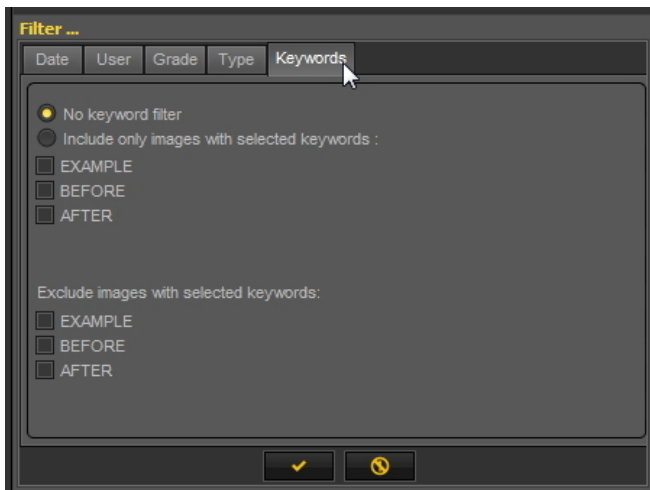 Filter ...
Date User Grade Type Keywords
No keyword filter
Include only images with selected keywords :
EXAMPLE
BEFORE
AFTER
Exclude images with selected keywords:
EXAMPLE
BEFORE
AFTER